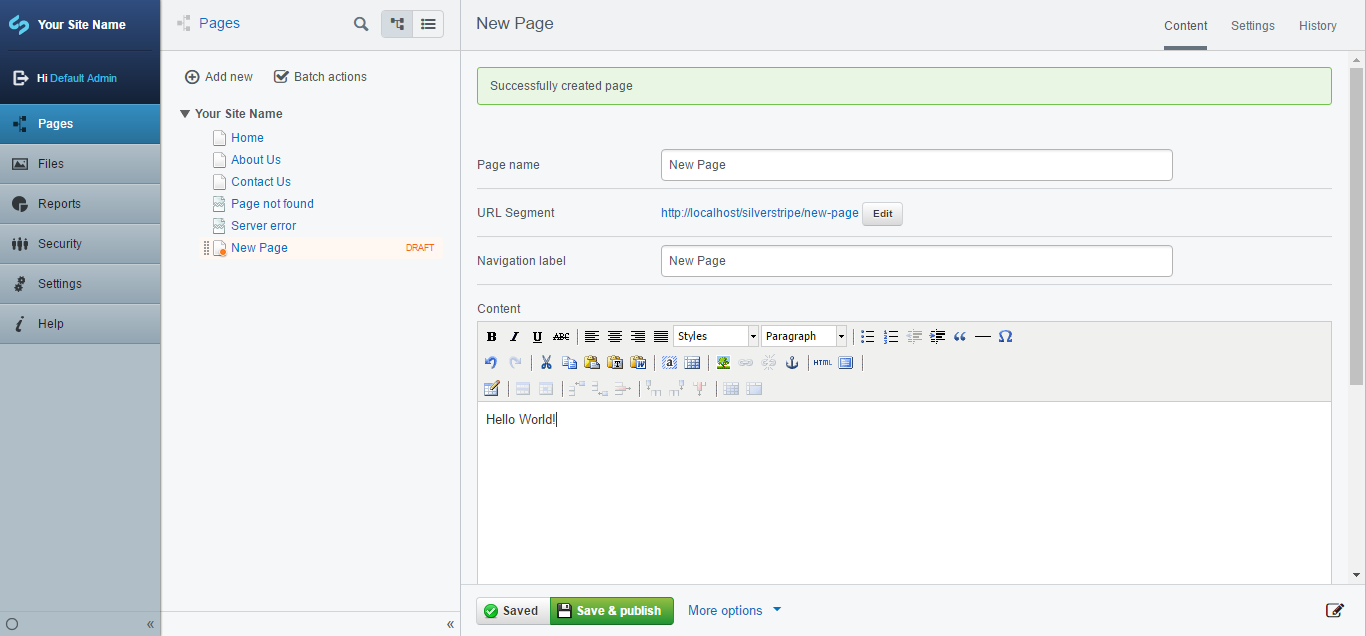 Your Site Name
Hi Default Admin
Pages
Files
Reports
Security
Settings
Help
«
Pages
Add new
Batch actions
Your Site Name
Home
About Us
Contact Us
Page not found
Server error
New Page DRAFT
«
New Page
Content Settings History
Successfully created page
Page name New Page
URL Segment http://localhost/silverstripe/new-page Edit
Navigation label New Page
Content
B I U ABC Styles Paragraph “ — Ω
HTML
Hello World!
Saved Save & publish More options